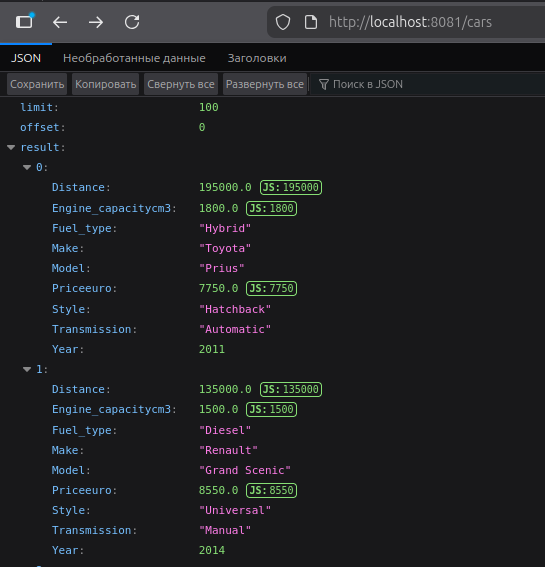 http://localhost:8081/cars
JSON Необработанные данные Заголовки
Сохранить Копировать Свернуть все Развернуть все Поиск в JSON
limit: 100
offset: 0
result:
0:
Distance: 195000.0 JS:195000
Engine_capacitycm3: 1800.0 JS:1800
Fuel_type: "Hybrid"
Make: "Toyota"
Model: "Prius"
Priceeuro: 7750.0 JS:7750
Style: "Hatchback"
Transmission: "Automatic"
Year: 2011
1:
Distance: 135000.0 JS:135000
Engine_capacitycm3: 1500.0 JS:1500
Fuel_type: "Diesel"
Make: "Renault"
Model: "Grand Scenic"
Priceeuro: 8550.0 JS:8550
Style: "Universal"
Transmission: "Manual"
Year: 2014